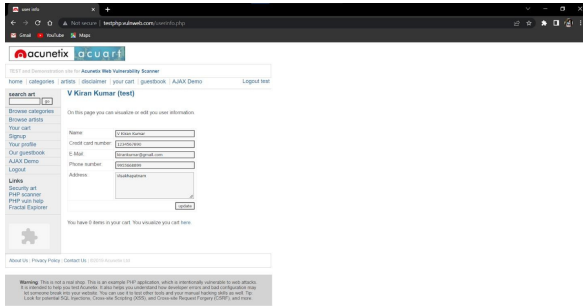 user info
Not secure | testphp.vulnweb.com/userinfo.php
Gmail YouTube Maps
acunetix acuart
TEST and Demonstration site for Acunetix Web Vulnerability Scanner
home | categories | artists | disclaimer | your cart | guestbook | AJAX Demo
Logout test
search art
go
Browse categories
Browse artists
Your cart
Signup
Your profile
Our guestbook
AJAX Demo
Logout
Links
Security art
PHP scanner
PHP vuln help
Fractal Explorer
V Kiran Kumar (test)
On this page you can visualize or edit you user information.
Name: V Kiran Kumar
Credit card number: 1234567890
E-Mail:
Phone number:
Address: Visakhapatnam
update
You have 0 items in your cart. You visualize you cart here.
About Us | Privacy Policy | Contact Us | Acunetix Ltd
Warning: This is not a real shop. This is an example PHP application, which is intentionally vulnerable to web attacks.
It is intended to help you test Acunetix. It also helps you understand how developer errors and bad configuration may
let someone break into your website. You can use it to test other tools and your manual hacking skills as well. Tip:
Look for potential SQL Injections, Cross-site Scripting (XSS), and Cross-site Request Forgery (CSRF), and more.